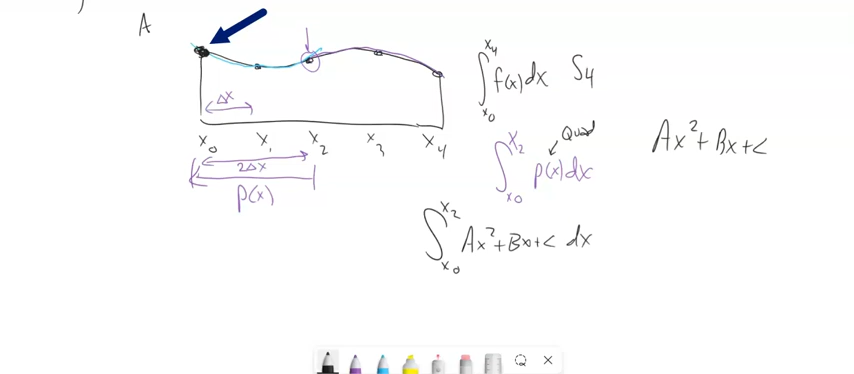 A
Δx
x₀ x₁ x₂ x₃ x₄
2Δx
p(x)
∫_{x₀}^{x₄} f(x)dx S₄
Quad
∫_{x₀}^{x₂} p(x)dx
Ax²+Bx+C
∫_{x₀}^{x₂} Ax²+Bx+C dx